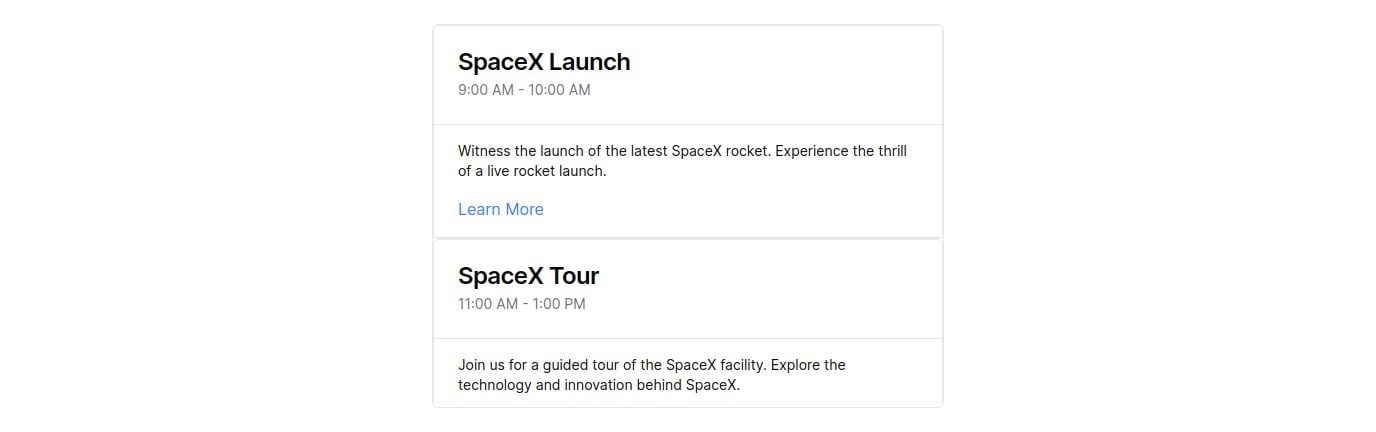 SpaceX Launch
9:00 AM - 10:00 AM
Witness the launch of the latest SpaceX rocket. Experience the thrill
of a live rocket launch.
Learn More
SpaceX Tour
11:00 AM - 1:00 PM
Join us for a guided tour of the SpaceX facility. Explore the
technology and innovation behind SpaceX.